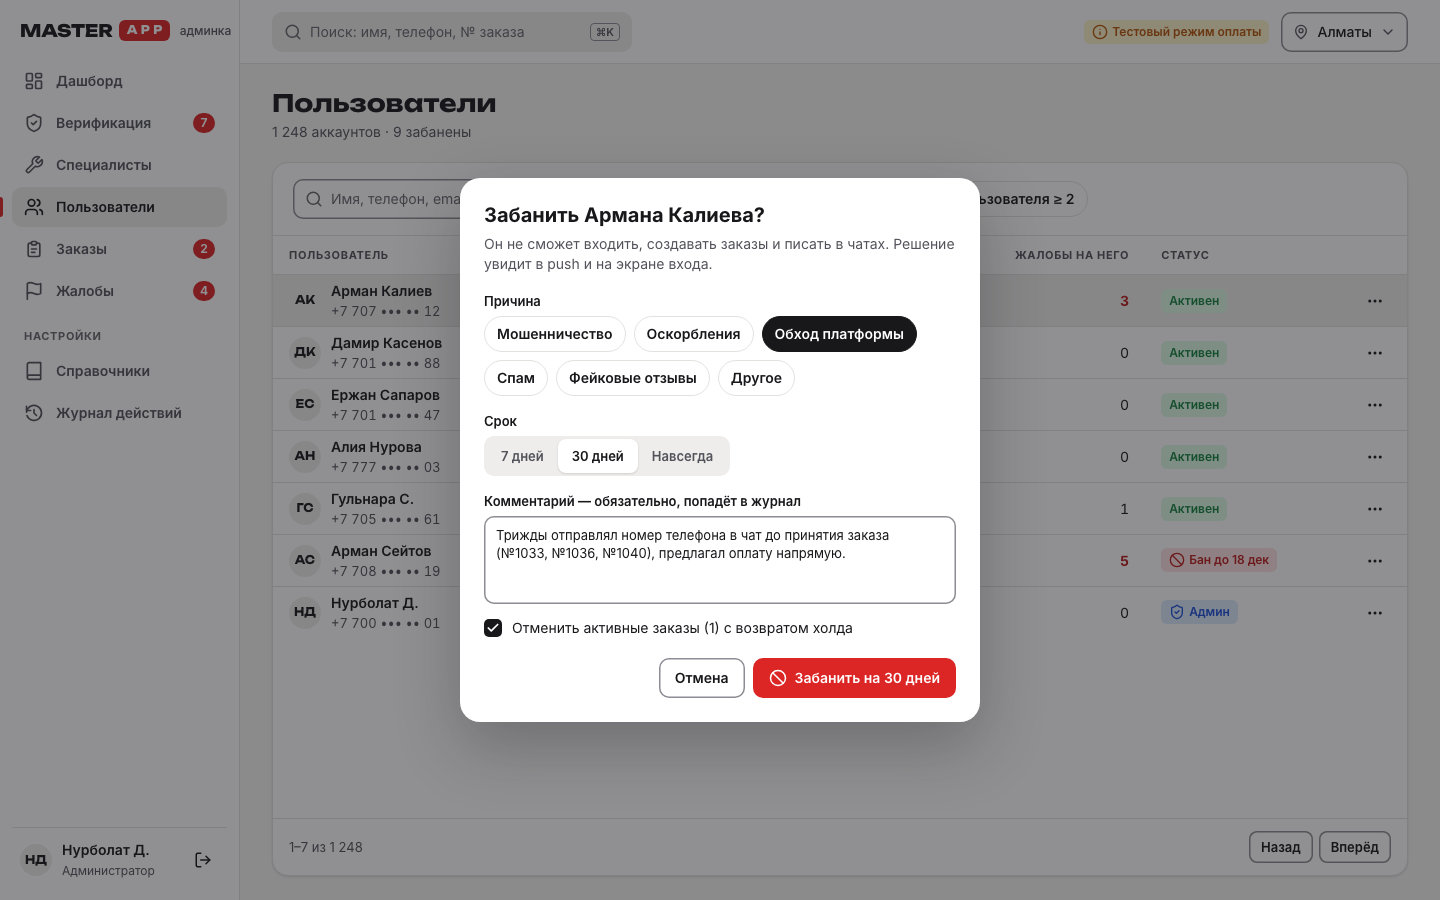 MASTER APP админка
Поиск: имя, телефон, № заказа
⌘K
Тестовый режим оплаты
Алматы
Дашборд
Верификация 7
Специалисты
Пользователи
Заказы 2
Жалобы 4
НАСТРОЙКИ
Справочники
Журнал действий
НД
Нурболат Д.
Администратор
Пользователи
1 248 аккаунтов · 9 забанены
Имя, телефон, ema
ьзователя ≥ 2
ПОЛЬЗОВАТЕЛЬ ЖАЛОБЫ НА НЕГО СТАТУС
АК Арман Калиев 3 Активен
+7 707 ••• •• 12
ДК Дамир Касенов 0 Активен
+7 701 ••• •• 88
ЕС Ержан Сапаров 0 Активен
+7 701 ••• •• 47
АН Алия Нурова 0 Активен
+7 777 ••• •• 03
ГС Гульнара С. 1 Активен
+7 705 ••• •• 61
АС Арман Сейтов 5 Бан до 18 дек
+7 708 ••• •• 19
НД Нурболат Д. 0 Админ
+7 700 ••• •• 01
1–7 из 1 248
Назад Вперёд
Забанить Армана Калиева?
Он не сможет входить, создавать заказы и писать в чатах. Решение
увидит в push и на экране входа.
Причина
Мошенничество Оскорбления Обход платформы
Спам Фейковые отзывы Другое
Срок
7 дней 30 дней Навсегда
Комментарий — обязательно, попадёт в журнал
Трижды отправлял номер телефона в чат до принятия заказа
(№1033, №1036, №1040), предлагал оплату напрямую.
Отменить активные заказы (1) с возвратом холда
Отмена Забанить на 30 дней